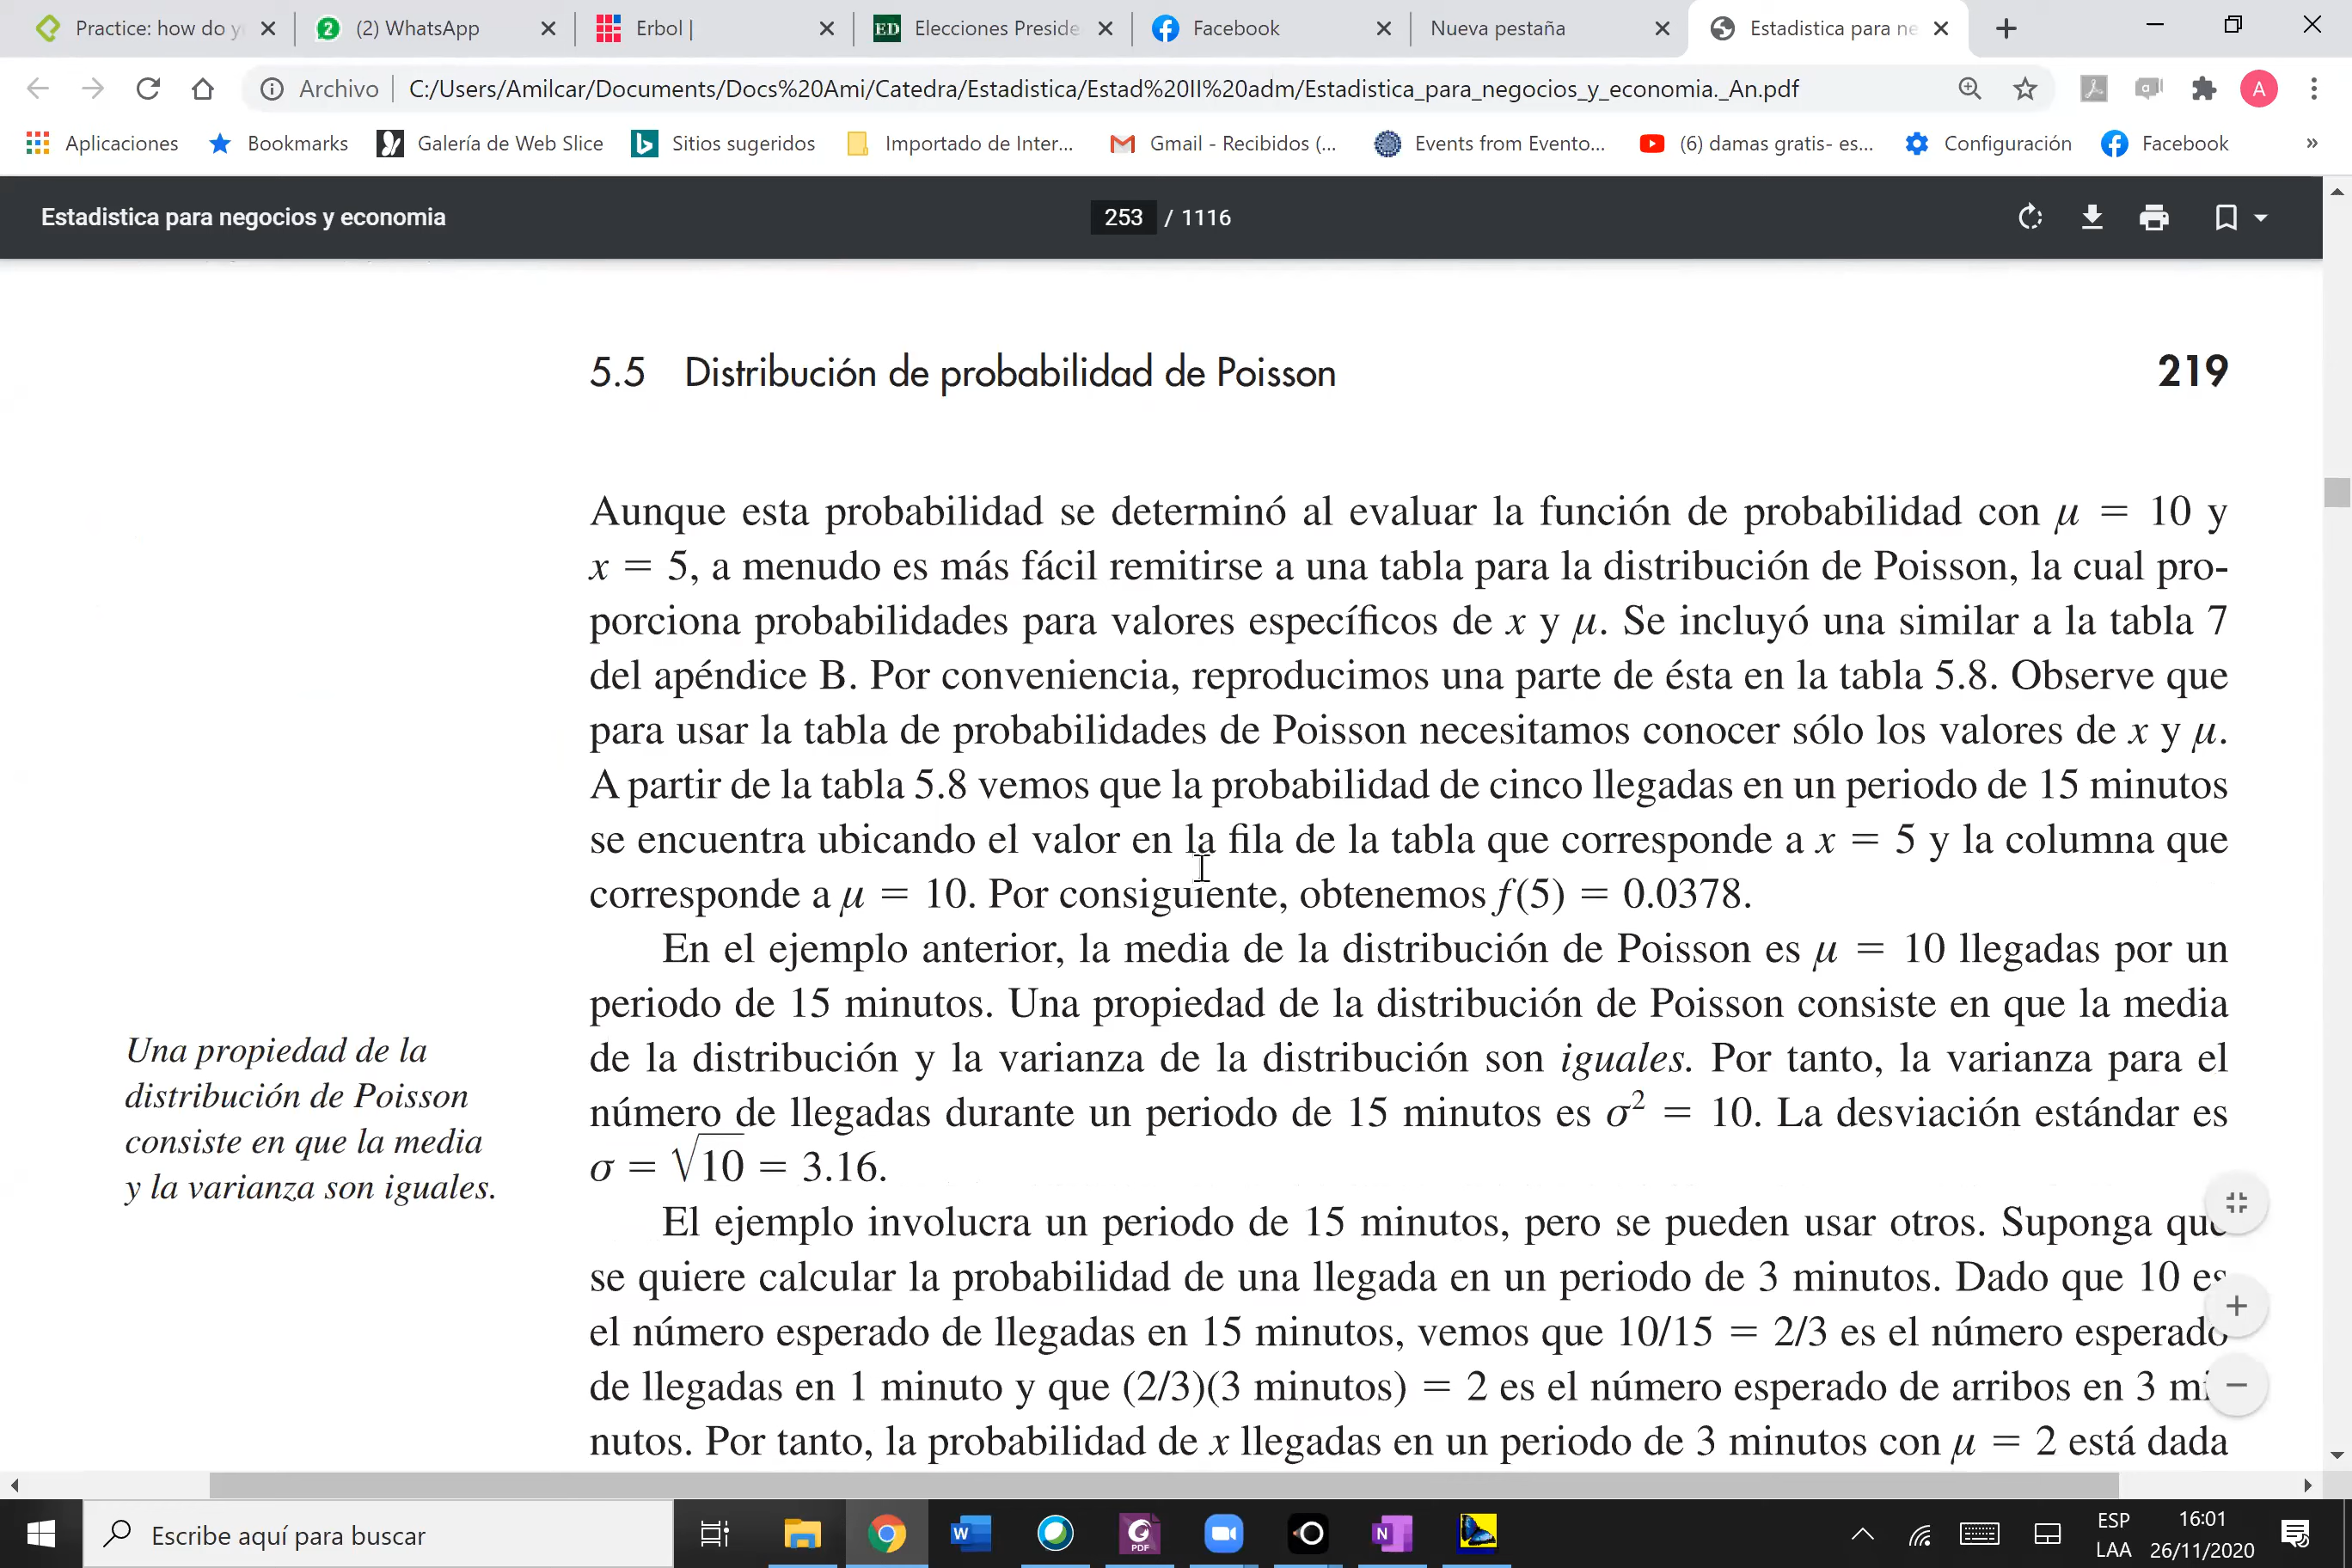 Practice: how do y
2 (2) WhatsApp
Erbol |
ED Elecciones Preside
Facebook
Nueva pestaña
Estadistica para ne
Archivo | C:/Users/Amilcar/Documents/Docs%20Ami/Catedra/Estadistica/Estad%20II%20adm/Estadistica_para_negocios_y_economia._An.pdf
A
Aplicaciones
Bookmarks
Galería de Web Slice
Sitios sugeridos
Importado de Inter...
Gmail - Recibidos (...
Events from Evento...
(6) damas gratis- es...
Configuración
Facebook
»
Estadistica para negocios y economia
253 / 1116
5.5 Distribución de probabilidad de Poisson
219
Aunque esta probabilidad se determinó al evaluar la función de probabilidad con μ = 10 y
x = 5, a menudo es más fácil remitirse a una tabla para la distribución de Poisson, la cual pro-
porciona probabilidades para valores específicos de x y μ. Se incluyó una similar a la tabla 7
del apéndice B. Por conveniencia, reproducimos una parte de ésta en la tabla 5.8. Observe que
para usar la tabla de probabilidades de Poisson necesitamos conocer sólo los valores de x y μ.
A partir de la tabla 5.8 vemos que la probabilidad de cinco llegadas en un periodo de 15 minutos
se encuentra ubicando el valor en la fila de la tabla que corresponde a x = 5 y la columna que
corresponde a μ = 10. Por consiguiente, obtenemos f(5) = 0.0378.
En el ejemplo anterior, la media de la distribución de Poisson es μ = 10 llegadas por un
periodo de 15 minutos. Una propiedad de la distribución de Poisson consiste en que la media
de la distribución y la varianza de la distribución son iguales. Por tanto, la varianza para el
número de llegadas durante un periodo de 15 minutos es σ² = 10. La desviación estándar es
σ = √10 = 3.16.
Una propiedad de la
distribución de Poisson
consiste en que la media
y la varianza son iguales.
El ejemplo involucra un periodo de 15 minutos, pero se pueden usar otros. Suponga que
se quiere calcular la probabilidad de una llegada en un periodo de 3 minutos. Dado que 10 es
el número esperado de llegadas en 15 minutos, vemos que 10/15 = 2/3 es el número esperado
de llegadas en 1 minuto y que (2/3)(3 minutos) = 2 es el número esperado de arribos en 3 mi
nutos. Por tanto, la probabilidad de x llegadas en un periodo de 3 minutos con μ = 2 está dada
Escribe aquí para buscar
W
PDF
N
ESP
LAA
16:01
26/11/2020